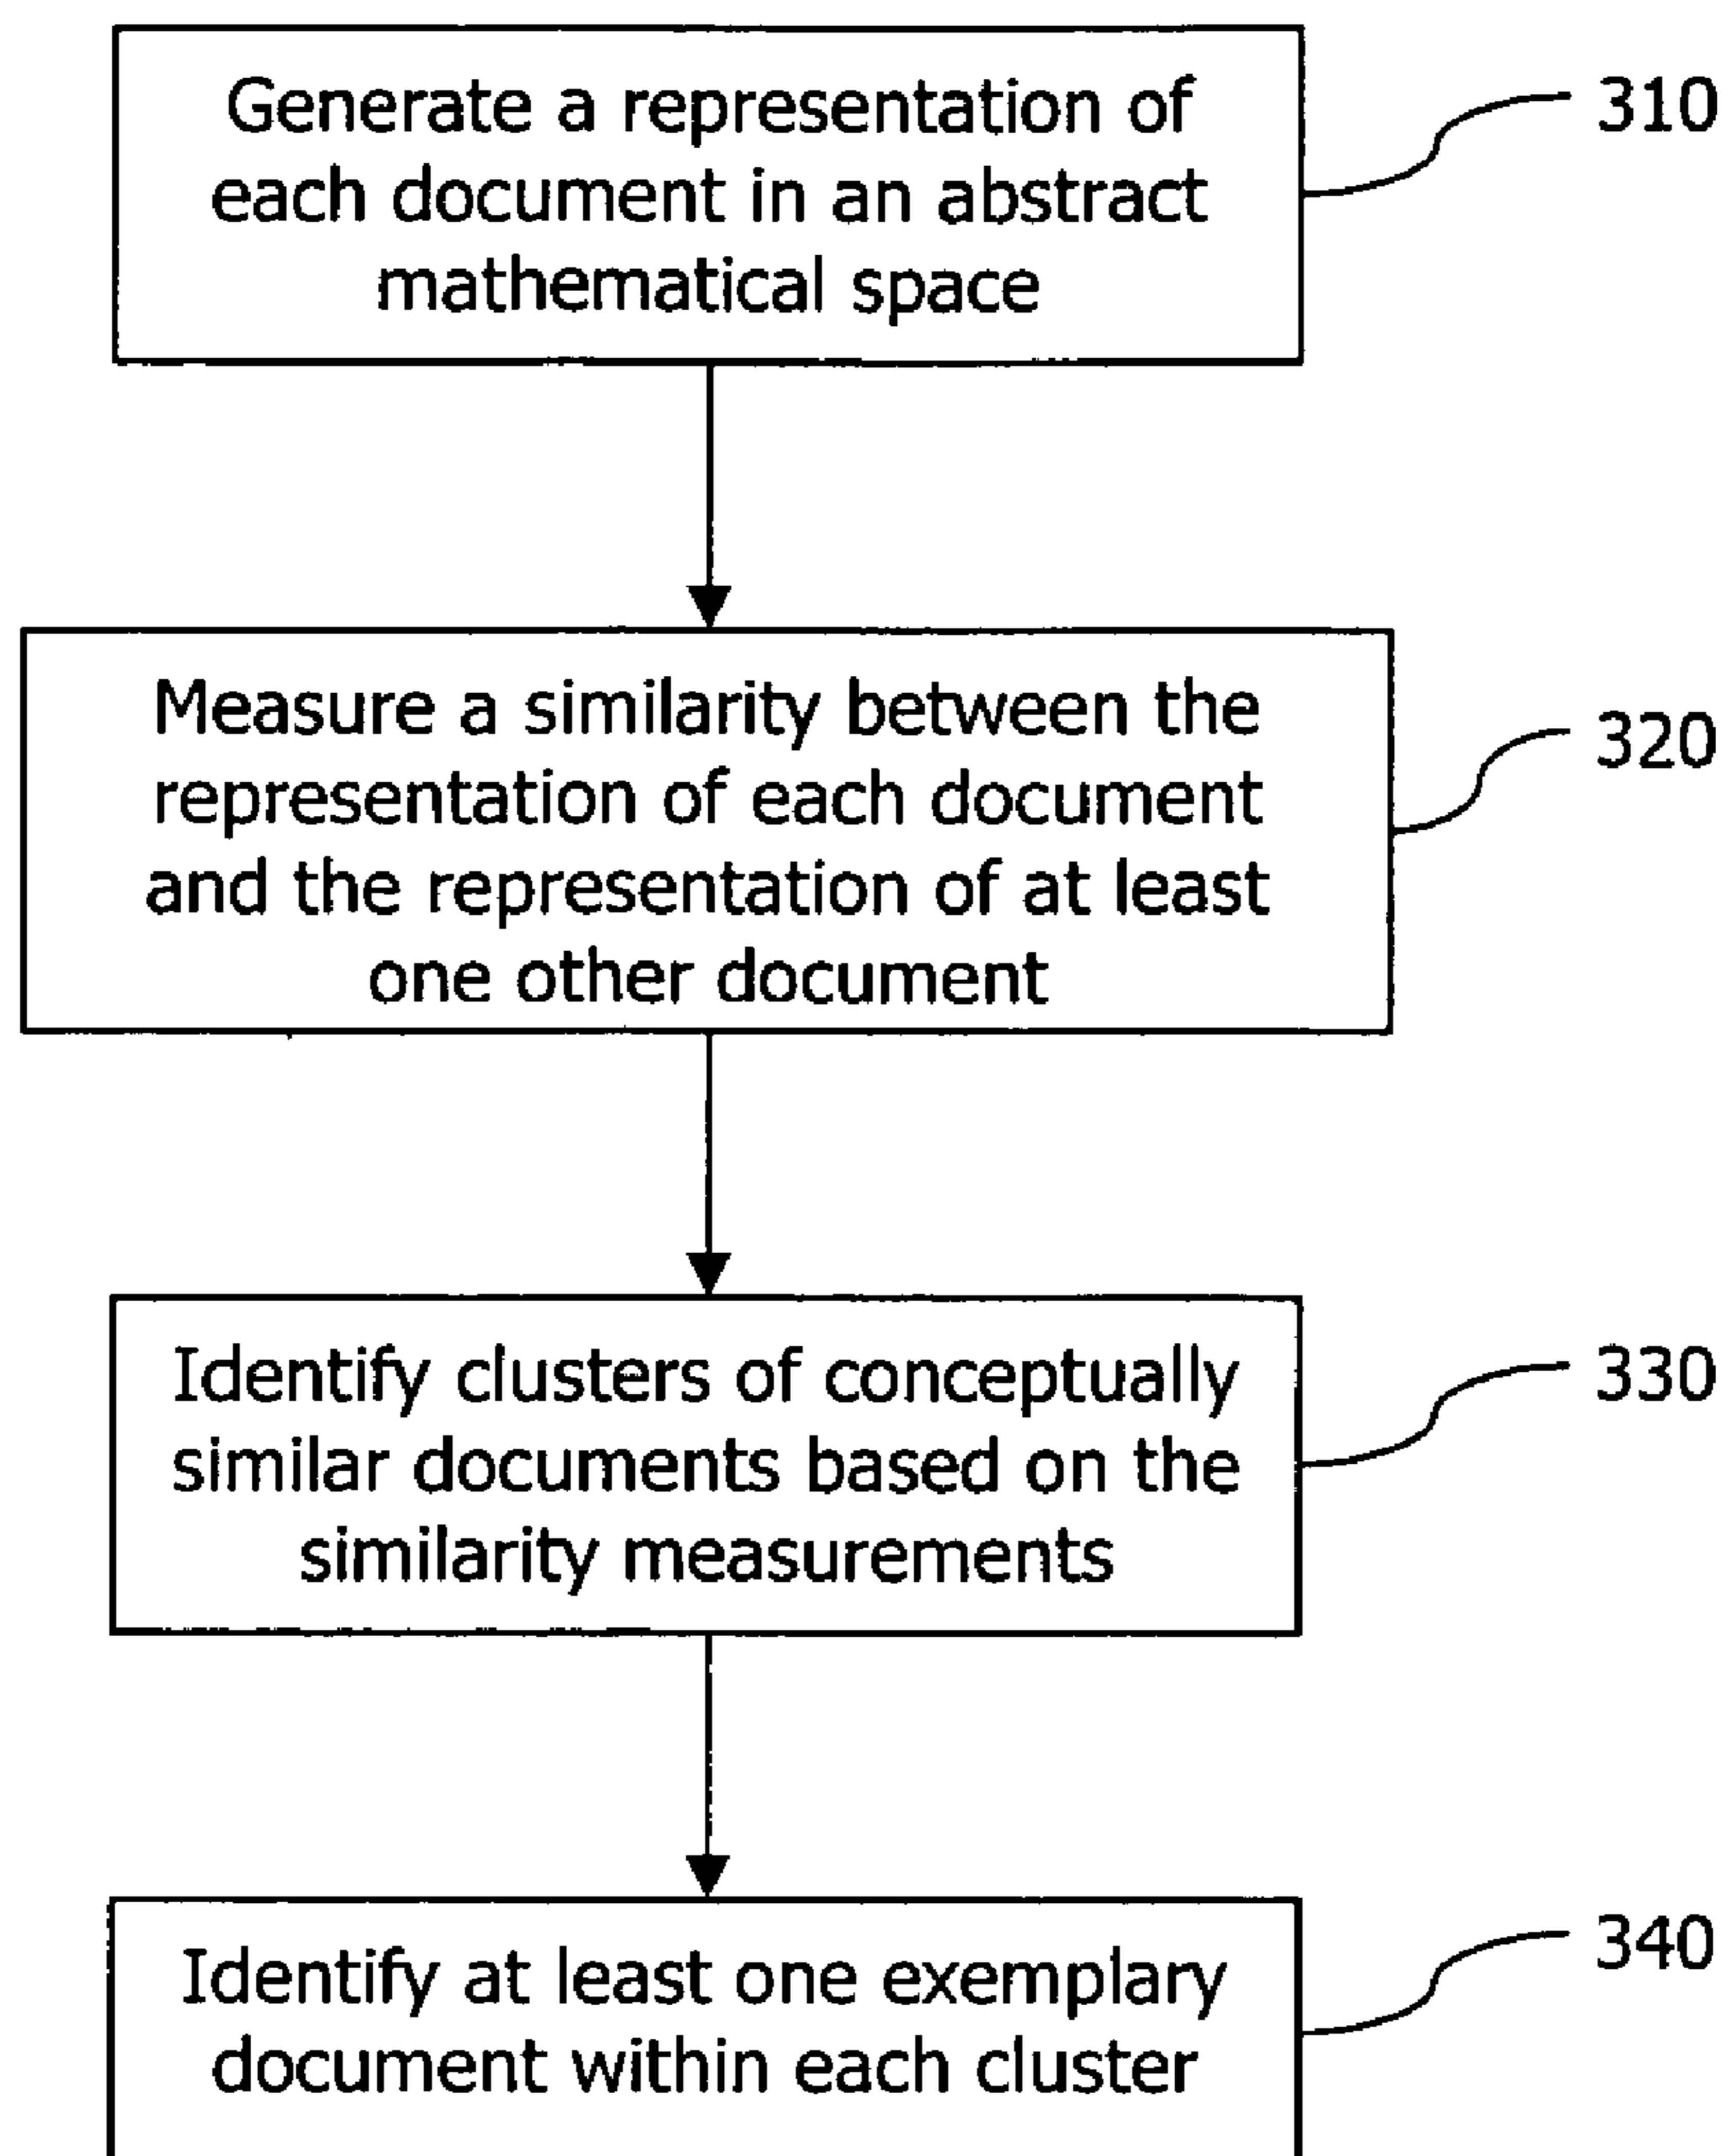 Generate a representation of
each document in an abstract
mathematical space
310
Measure a similarity between the
representation of each document
and the representation of at least
one other document
320
Identify clusters of conceptually
similar documents based on the
similarity measurements
330
Identify at least one exemplary
document within each cluster
340